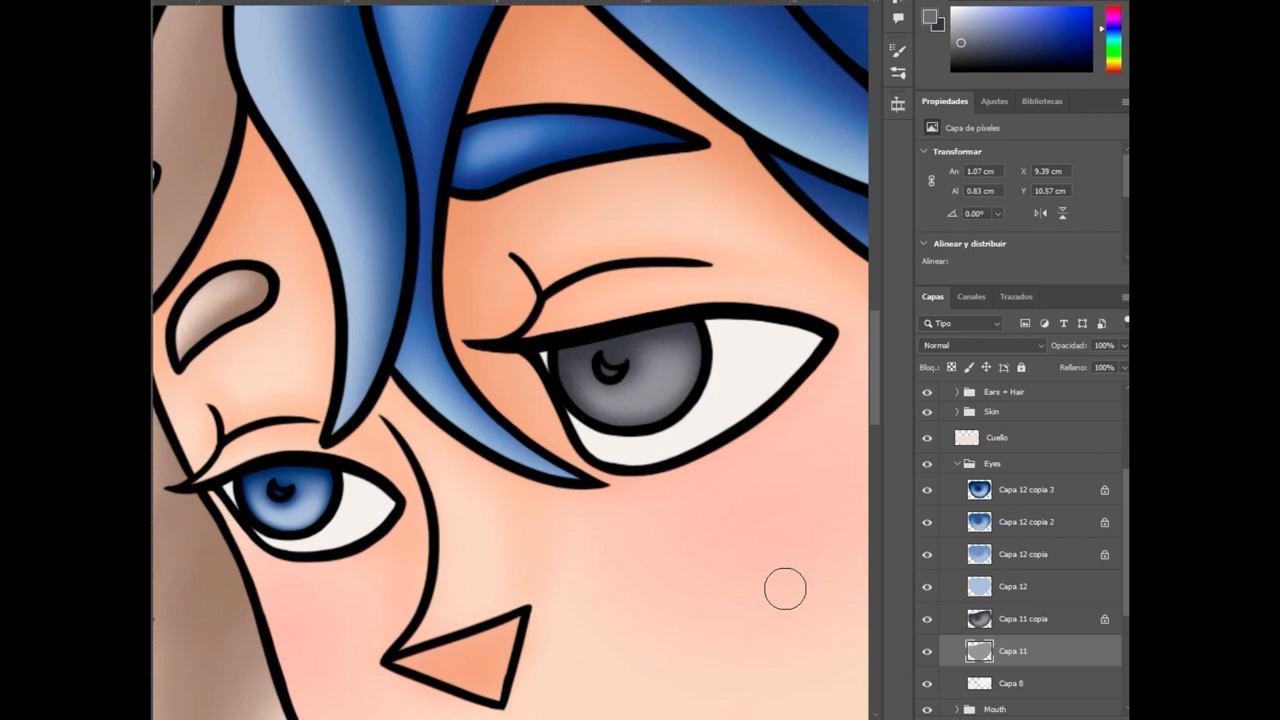 Propiedades Ajustes Bibliotecas
Capa de píxeles
Transformar
An 1.07 cm X 9.39 cm
Al 0.83 cm Y 10.57 cm
0.00°
Alinear y distribuir
Alinear:
Capas Canales Trazados
Tipo
Normal Opacidad: 100%
Bloq.: Relleno: 100%
Ears + Hair
Skin
Cuello
Eyes
Capa 12 copia 3
Capa 12 copia 2
Capa 12 copia
Capa 12
Capa 11 copia
Capa 11
Capa 8
Mouth